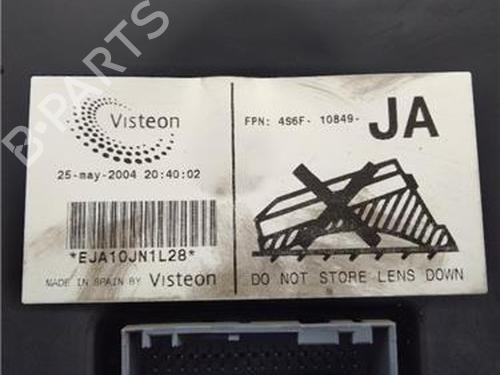 Visteon
25-may-2004 20:40:02
*EJA10JN1L28*
MADE IN SPAIN BY Visteon
FPN: 4S6F- 10849- JA
DO NOT STORE LENS DOWN
B-PARTS